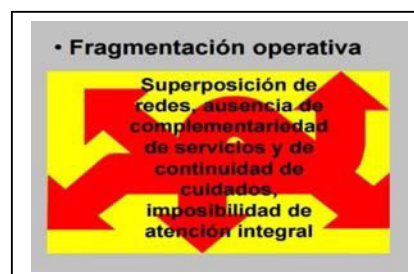 • Fragmentación operativa
Superposición de
redes, ausencia de
complementariedad
de servicios y de
continuidad de
cuidados,
imposibilidad de
atención integral